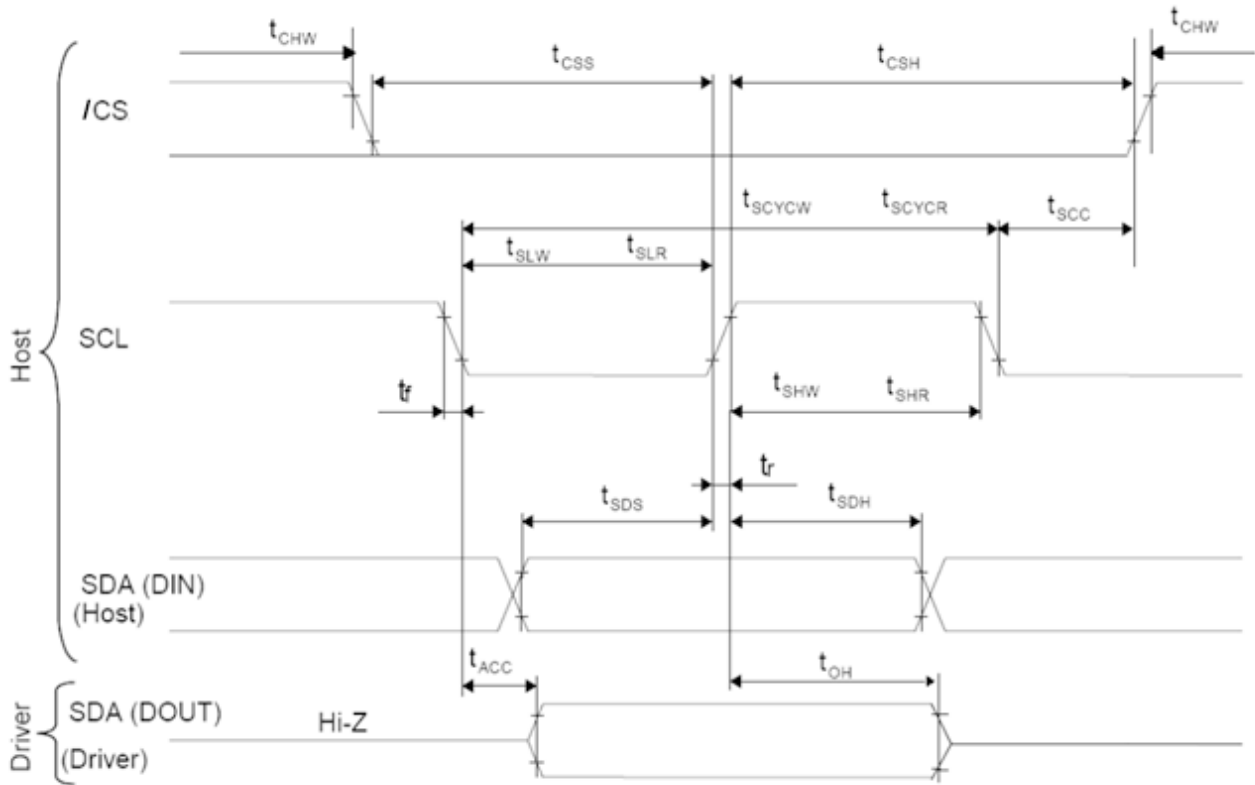 tCHW
tCHW
tCSS
tCSH
/CS
tSCYCW
tSCYCR
tSCC
tSLW
tSLR
Host
SCL
tf
tSHW
tSHR
tr
tSDS
tSDH
SDA (DIN)
(Host)
tACC
tOH
Driver
SDA (DOUT)
Hi-Z
(Driver)